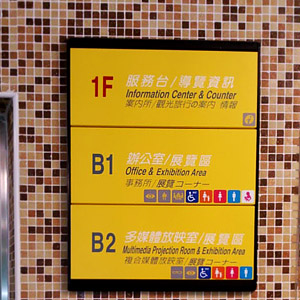 1F
服務台/導覽資訊
Information Center & Counter
案内所/觀光旅行の案内 情報
B1
辦公室/展覽區
Office & Exhibition Area
事務所/展覽コーナー
B2
多媒體放映室/展覽區
Multimedia Projection Room & Exhibition Area
複合媒體放映室/展覽コーナー